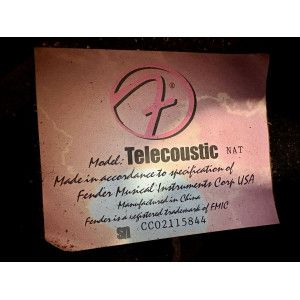 F®
Model: Telecoustic NAT
Made in accordance to specification of
Fender Musical Instruments Corp USA
Manufactured in China
Fender is a registered trademark of FMIC
SN CC02115844